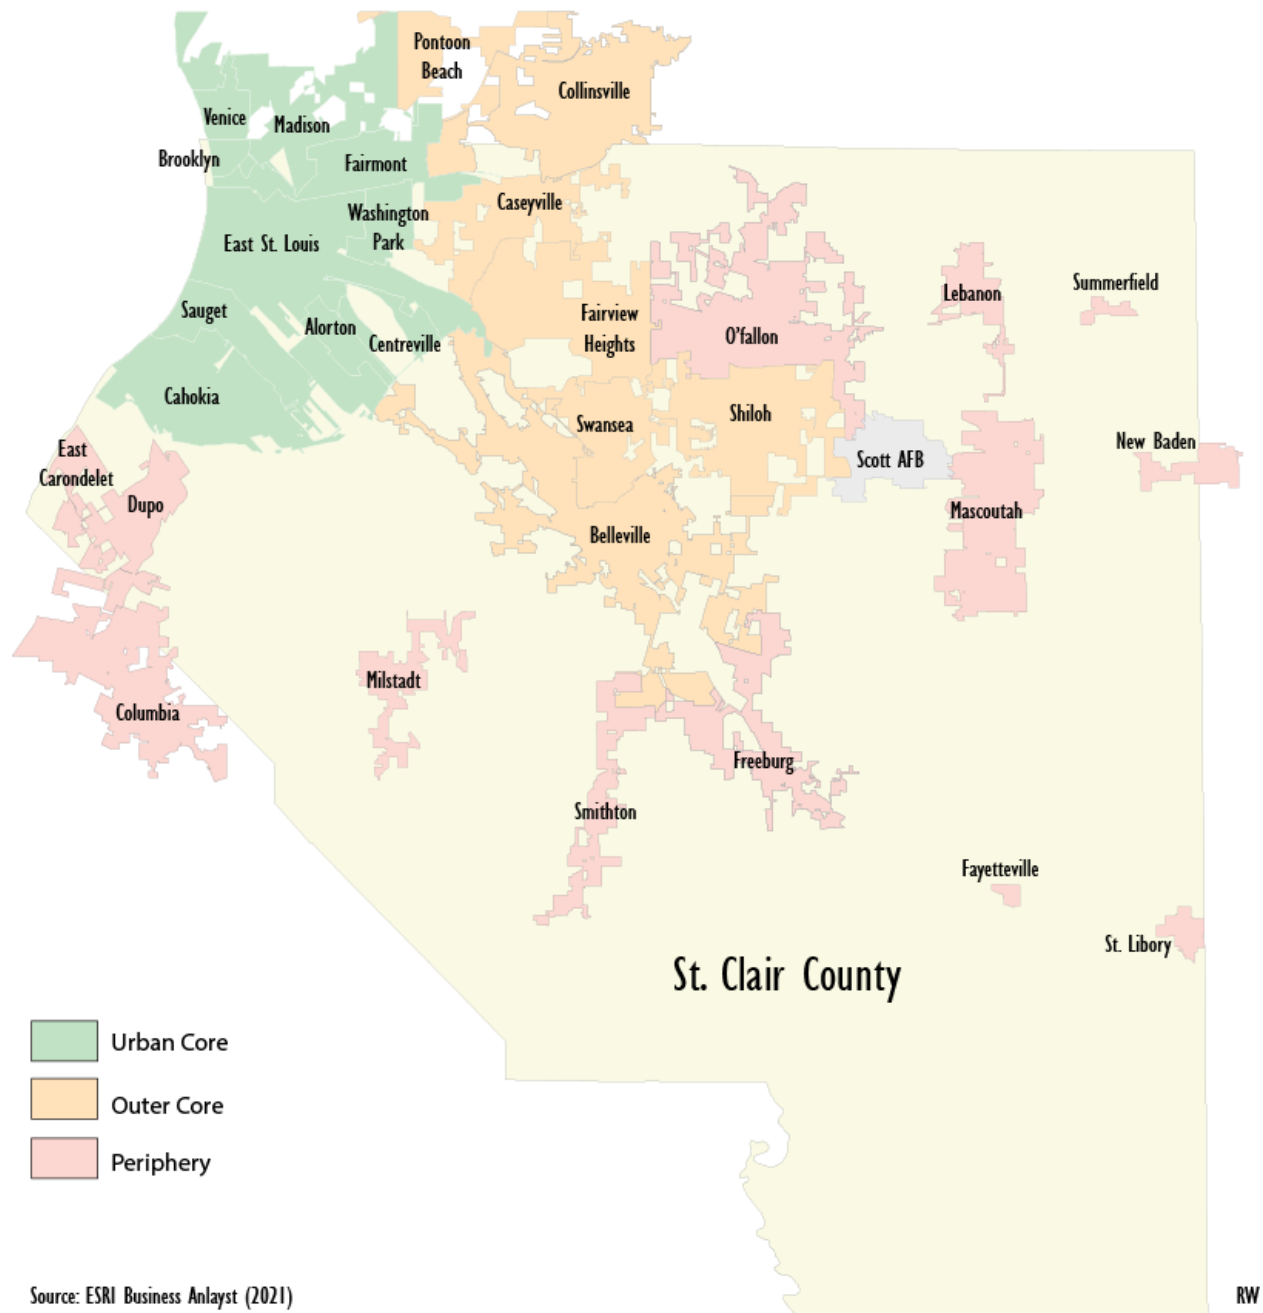 Pontoon
Beach
Collinsville
Venice
Madison
Brooklyn
Fairmont
Caseyville
Washington
Park
East St. Louis
Sauget
Alorton
Centreville
Fairview
Heights
O'fallon
Lebanon
Summerfield
Cahokia
Swansea
Shiloh
Scott AFB
New Baden
East
Carondelet
Dupo
Mascoutah
Belleville
Milstadt
Columbia
Freeburg
Smithton
Fayetteville
St. Libory
St. Clair County
Urban Core
Outer Core
Periphery
Source: ESRI Business Anlayst (2021)
RW